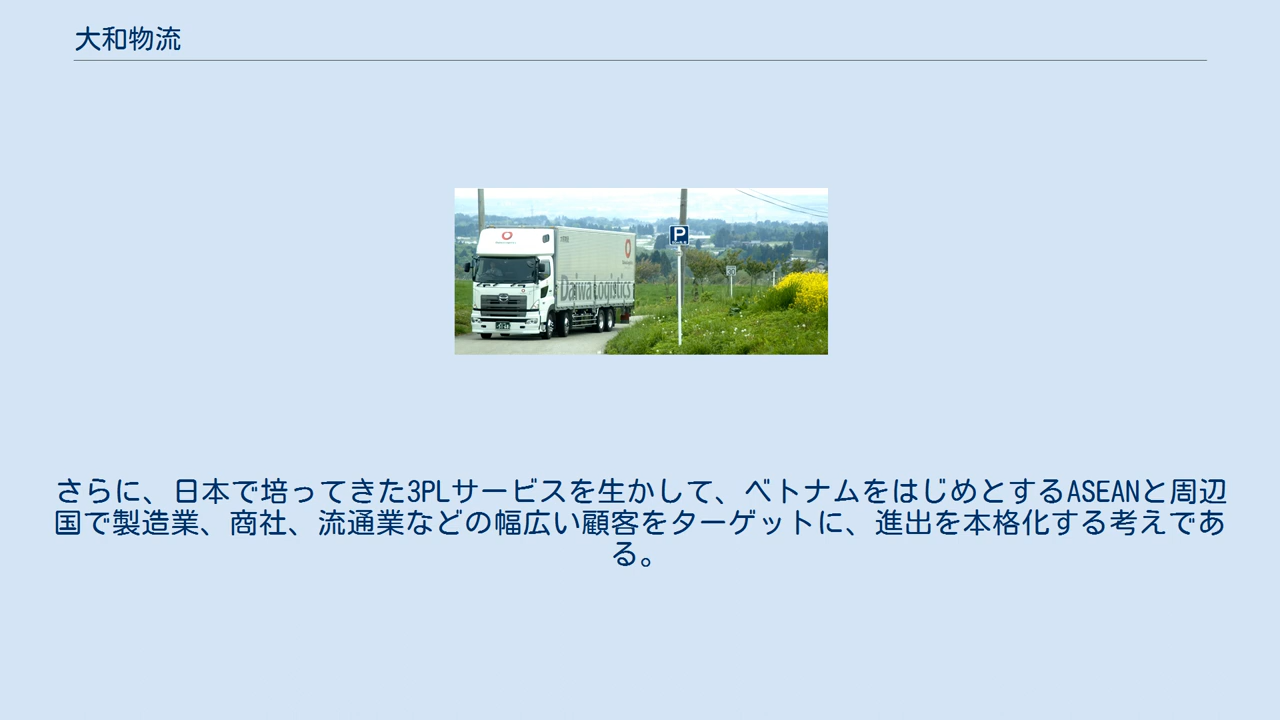 大和物流
P
Daiwa Logistics
さらに、日本で培ってきた3PLサービスを生かして、ベトナムをはじめとするASEANと周辺
国で製造業、商社、流通業などの幅広い顧客をターゲットに、進出を本格化する考えであ
る。